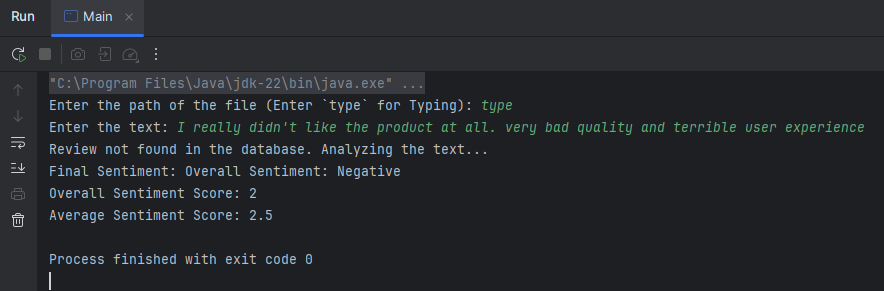 Run Main
"C:\Program Files\Java\jdk-22\bin\java.exe" ...
Enter the path of the file (Enter `type` for Typing): type
Enter the text: I really didn't like the product at all. very bad quality and terrible user experience
Review not found in the database. Analyzing the text...
Final Sentiment: Overall Sentiment: Negative
Overall Sentiment Score: 2
Average Sentiment Score: 2.5
Process finished with exit code 0